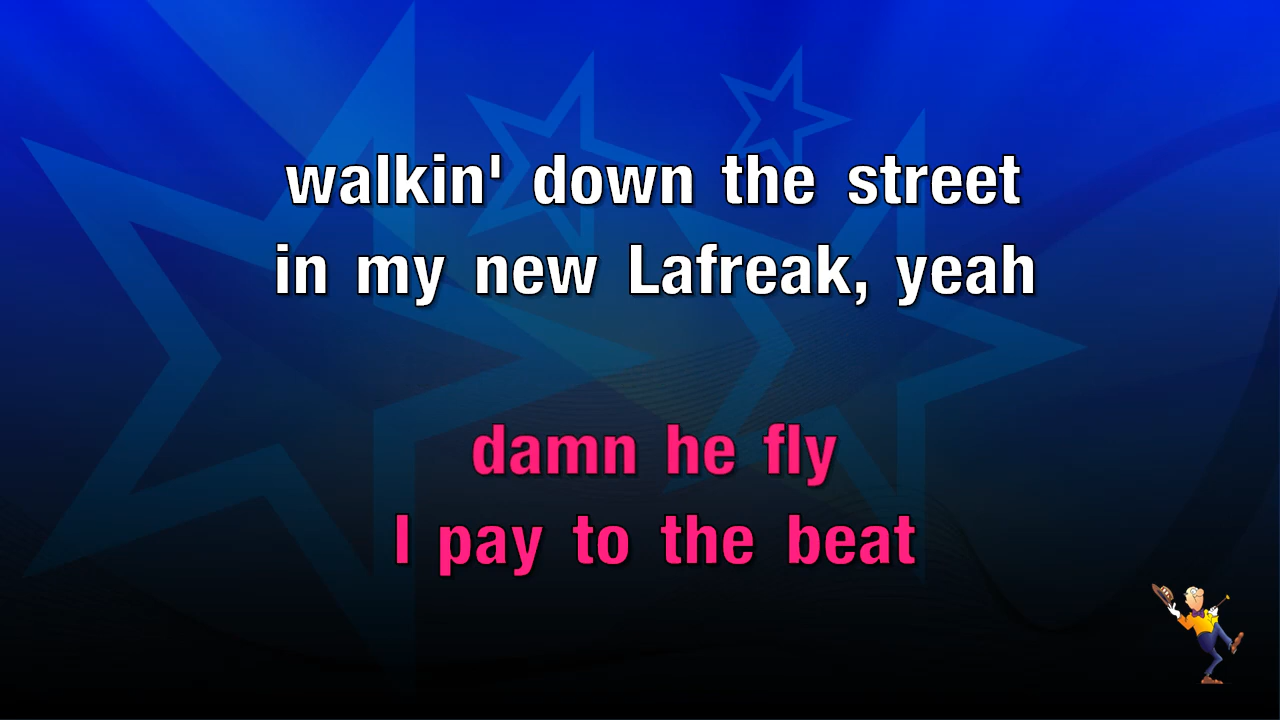 walkin' down the street
in my new Lafreak, yeah
damn he fly
I pay to the beat